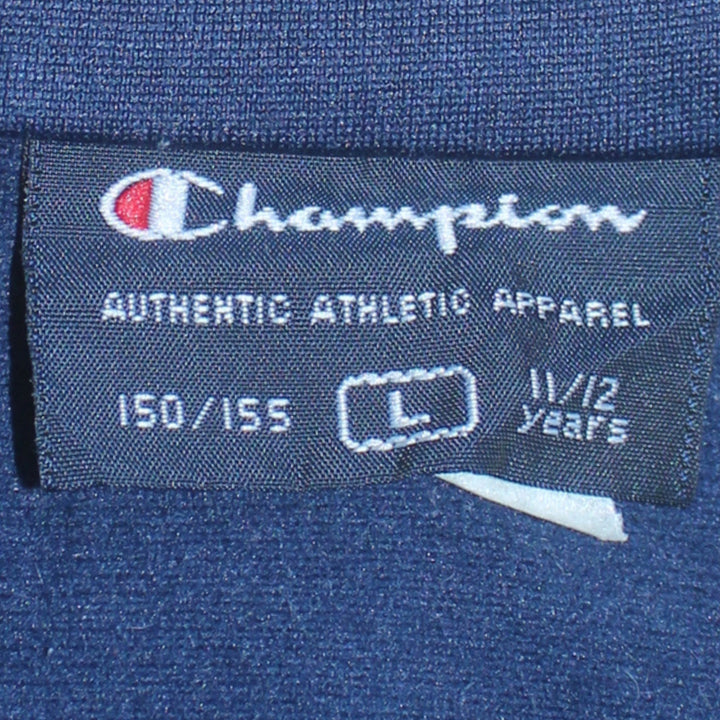 Champion
AUTHENTIC ATHLETIC APPAREL
150/155 L 11/12 years